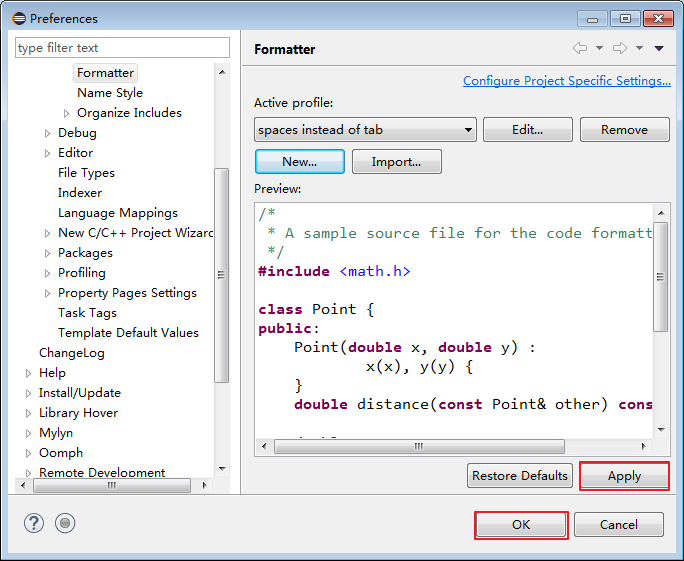 Preferences
type filter text
Formatter
Name Style
Organize Includes
Debug
Editor
File Types
Indexer
Language Mappings
New C/C++ Project Wizard
Packages
Profiling
Property Pages Settings
Task Tags
Template Default Values
ChangeLog
Help
Install/Update
Library Hover
Mylyn
Oomph
Remote Development
Formatter
Configure Project Specific Settings...
Active profile:
spaces instead of tab
Edit...
Remove
New...
Import...
Preview:
/*
 * A sample source file for the code formatt
 */
#include <math.h>
class Point {
public:
    Point(double x, double y) :
            x(x), y(y) {
    }
    double distance(const Point& other) cons
Restore Defaults
Apply
?
OK
Cancel